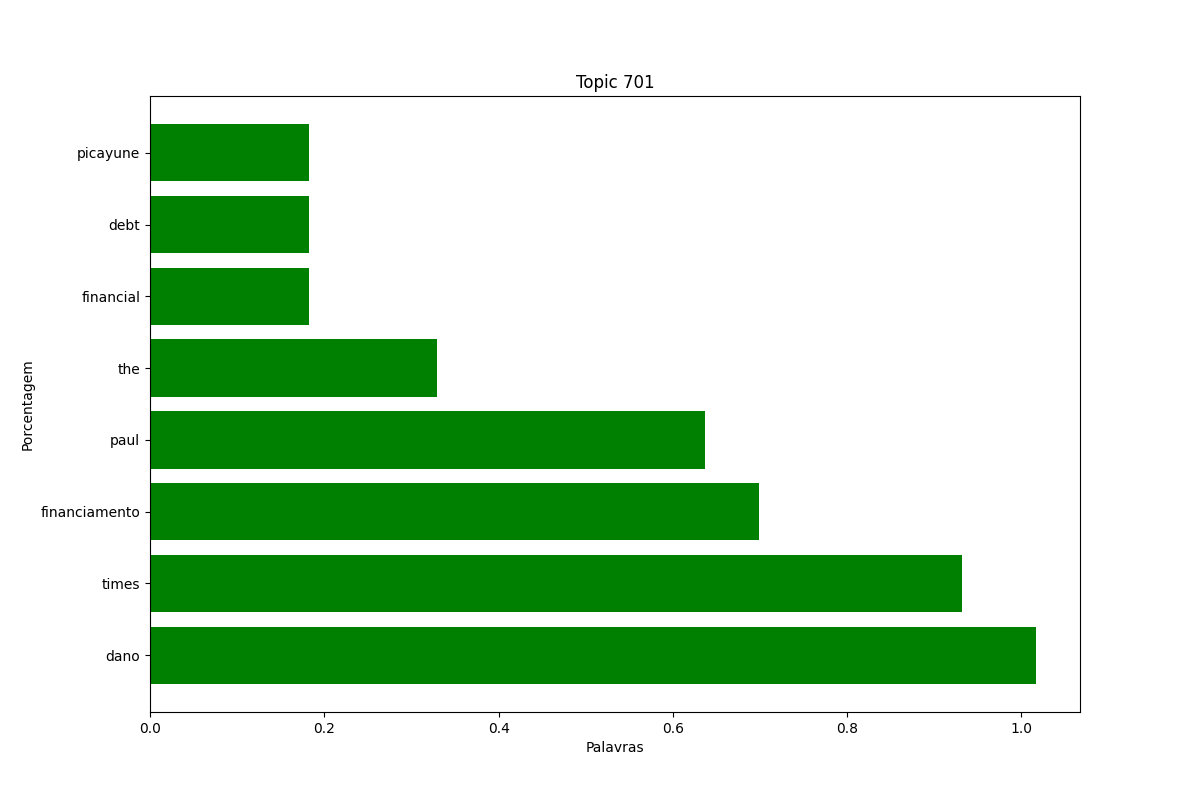 Topic 701
picayune
debt
financial
the
paul
financiamento
times
dano
Porcentagem
0.0 0.2 0.4 0.6 0.8 1.0
Palavras